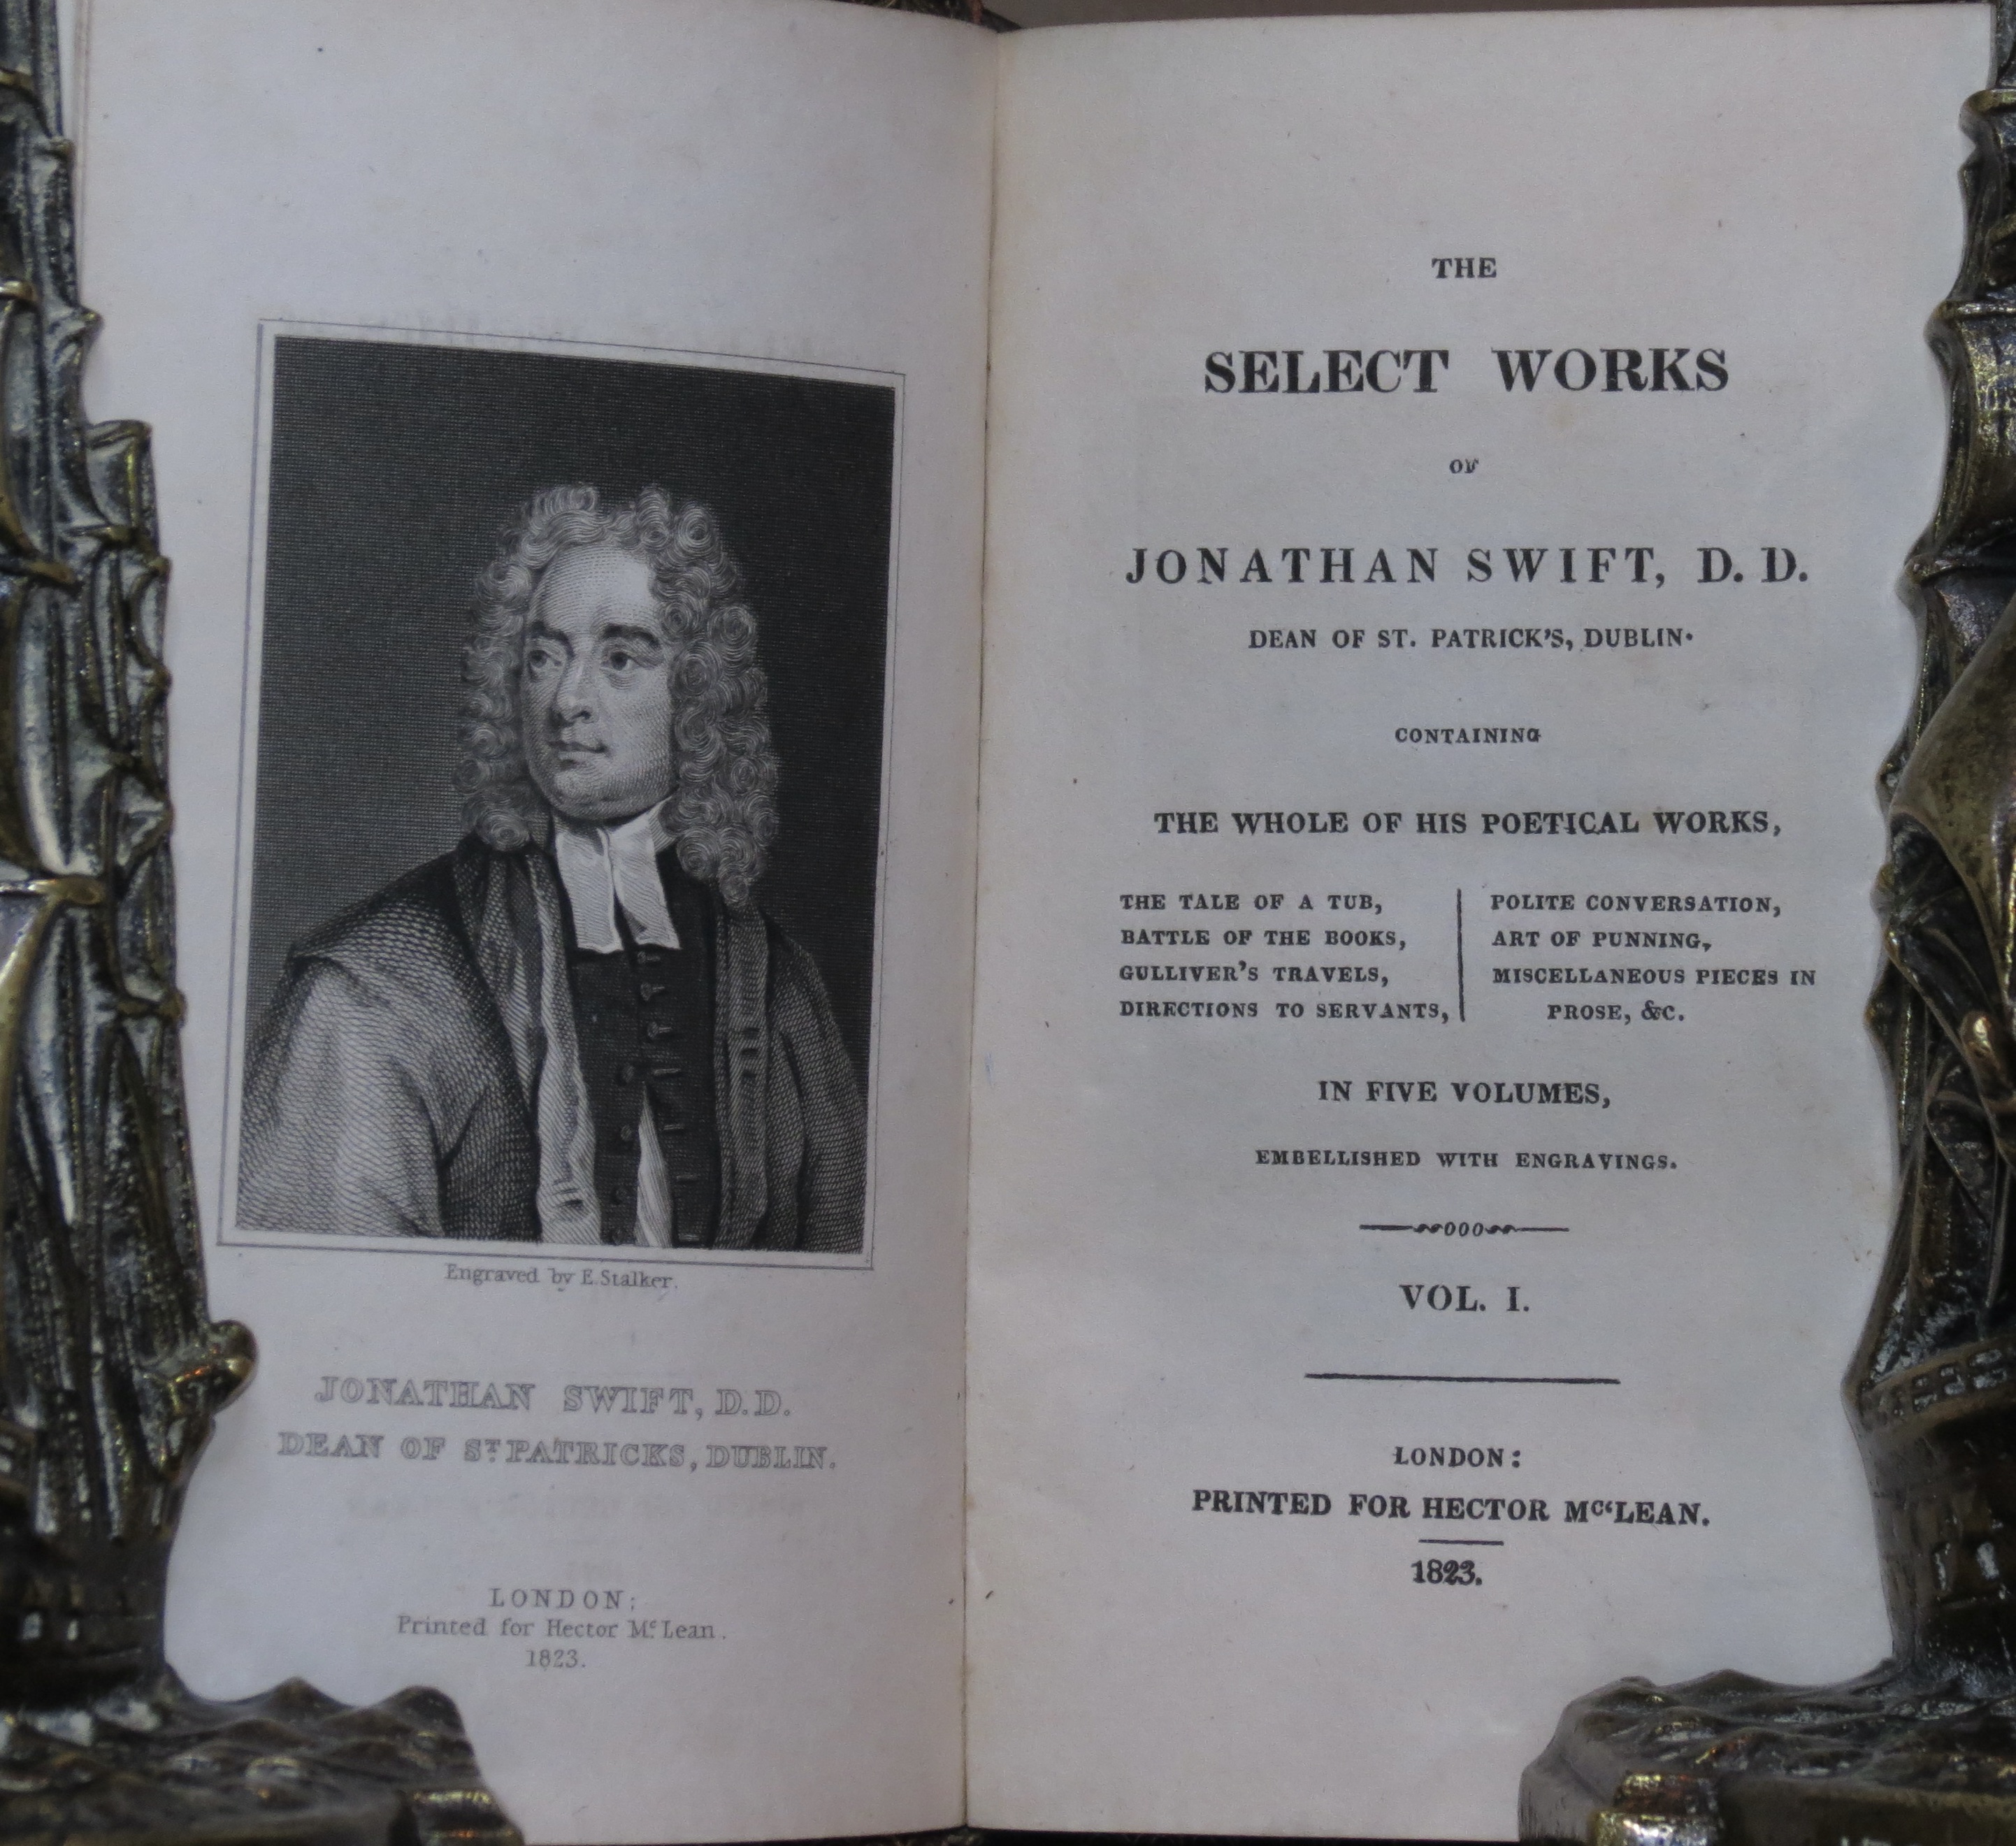 Engraved by E. Stalker.
JONATHAN SWIFT, D.D.
DEAN OF ST. PATRICKS, DUBLIN.
LONDON;
Printed for Hector Mc. Lean.
1823.
THE
SELECT WORKS
OF
JONATHAN SWIFT, D. D.
DEAN OF ST. PATRICK'S, DUBLIN.
CONTAINING
THE WHOLE OF HIS POETICAL WORKS,
THE TALE OF A TUB,
BATTLE OF THE BOOKS,
GULLIVER'S TRAVELS,
DIRECTIONS TO SERVANTS,
POLITE CONVERSATION,
ART OF PUNNING,
MISCELLANEOUS PIECES IN
PROSE, &C.
IN FIVE VOLUMES,
EMBELLISHED WITH ENGRAVINGS.
VOL. I.
LONDON:
PRINTED FOR HECTOR MC‘LEAN.
1823.